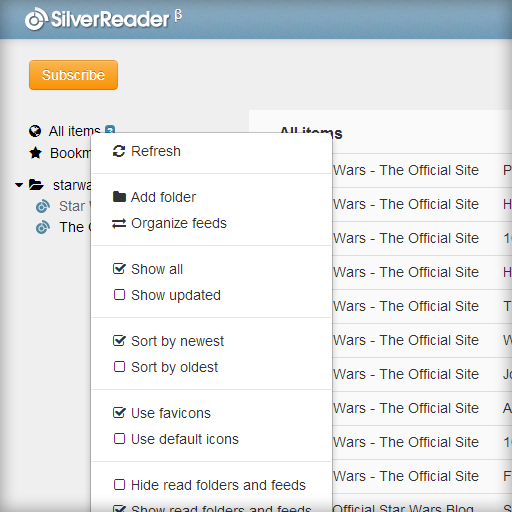 SilverReader β
Subscribe
All items
Bookm
starwa
Star W
The
Refresh
Add folder
Organize feeds
Show all
Show updated
Sort by newest
Sort by oldest
Use favicons
Use default icons
Hide read folders and feeds
Show read folders and feeds
All items
Wars - The Official Site P
Wars - The Official Site H
Wars - The Official Site 1
Wars - The Official Site H
Wars - The Official Site T
Wars - The Official Site W
Wars - The Official Site Jo
Wars - The Official Site A
Wars - The Official Site 10
Wars - The Official Site F
Official Star Wars Blog S